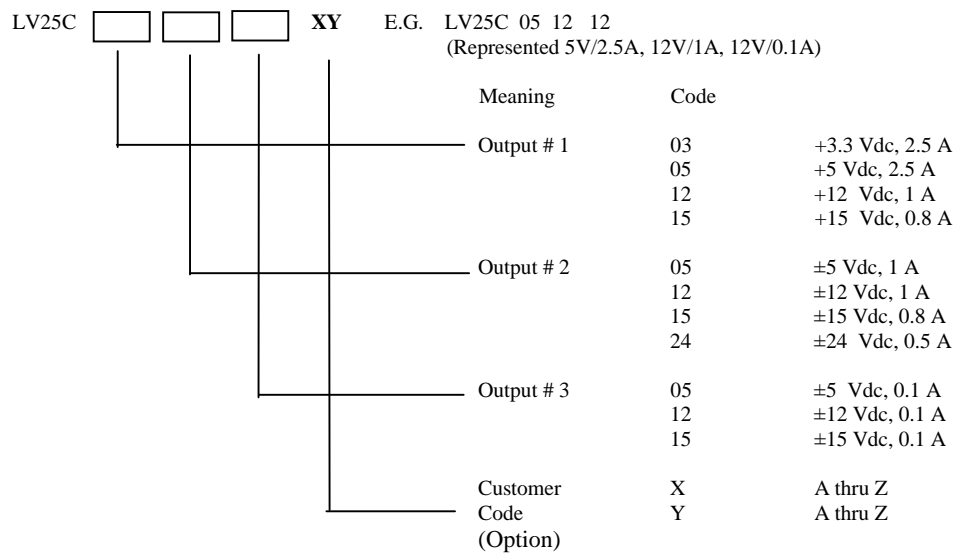 LV25C XY E.G. LV25C 05 12 12
(Represented 5V/2.5A, 12V/1A, 12V/0.1A)
Meaning Code
Output # 1 03 +3.3 Vdc, 2.5 A
05 +5 Vdc, 2.5 A
12 +12 Vdc, 1 A
15 +15 Vdc, 0.8 A
Output # 2 05 ±5 Vdc, 1 A
12 ±12 Vdc, 1 A
15 ±15 Vdc, 0.8 A
24 ±24 Vdc, 0.5 A
Output # 3 05 ±5 Vdc, 0.1 A
12 ±12 Vdc, 0.1 A
15 ±15 Vdc, 0.1 A
Customer X A thru Z
Code Y A thru Z
(Option)